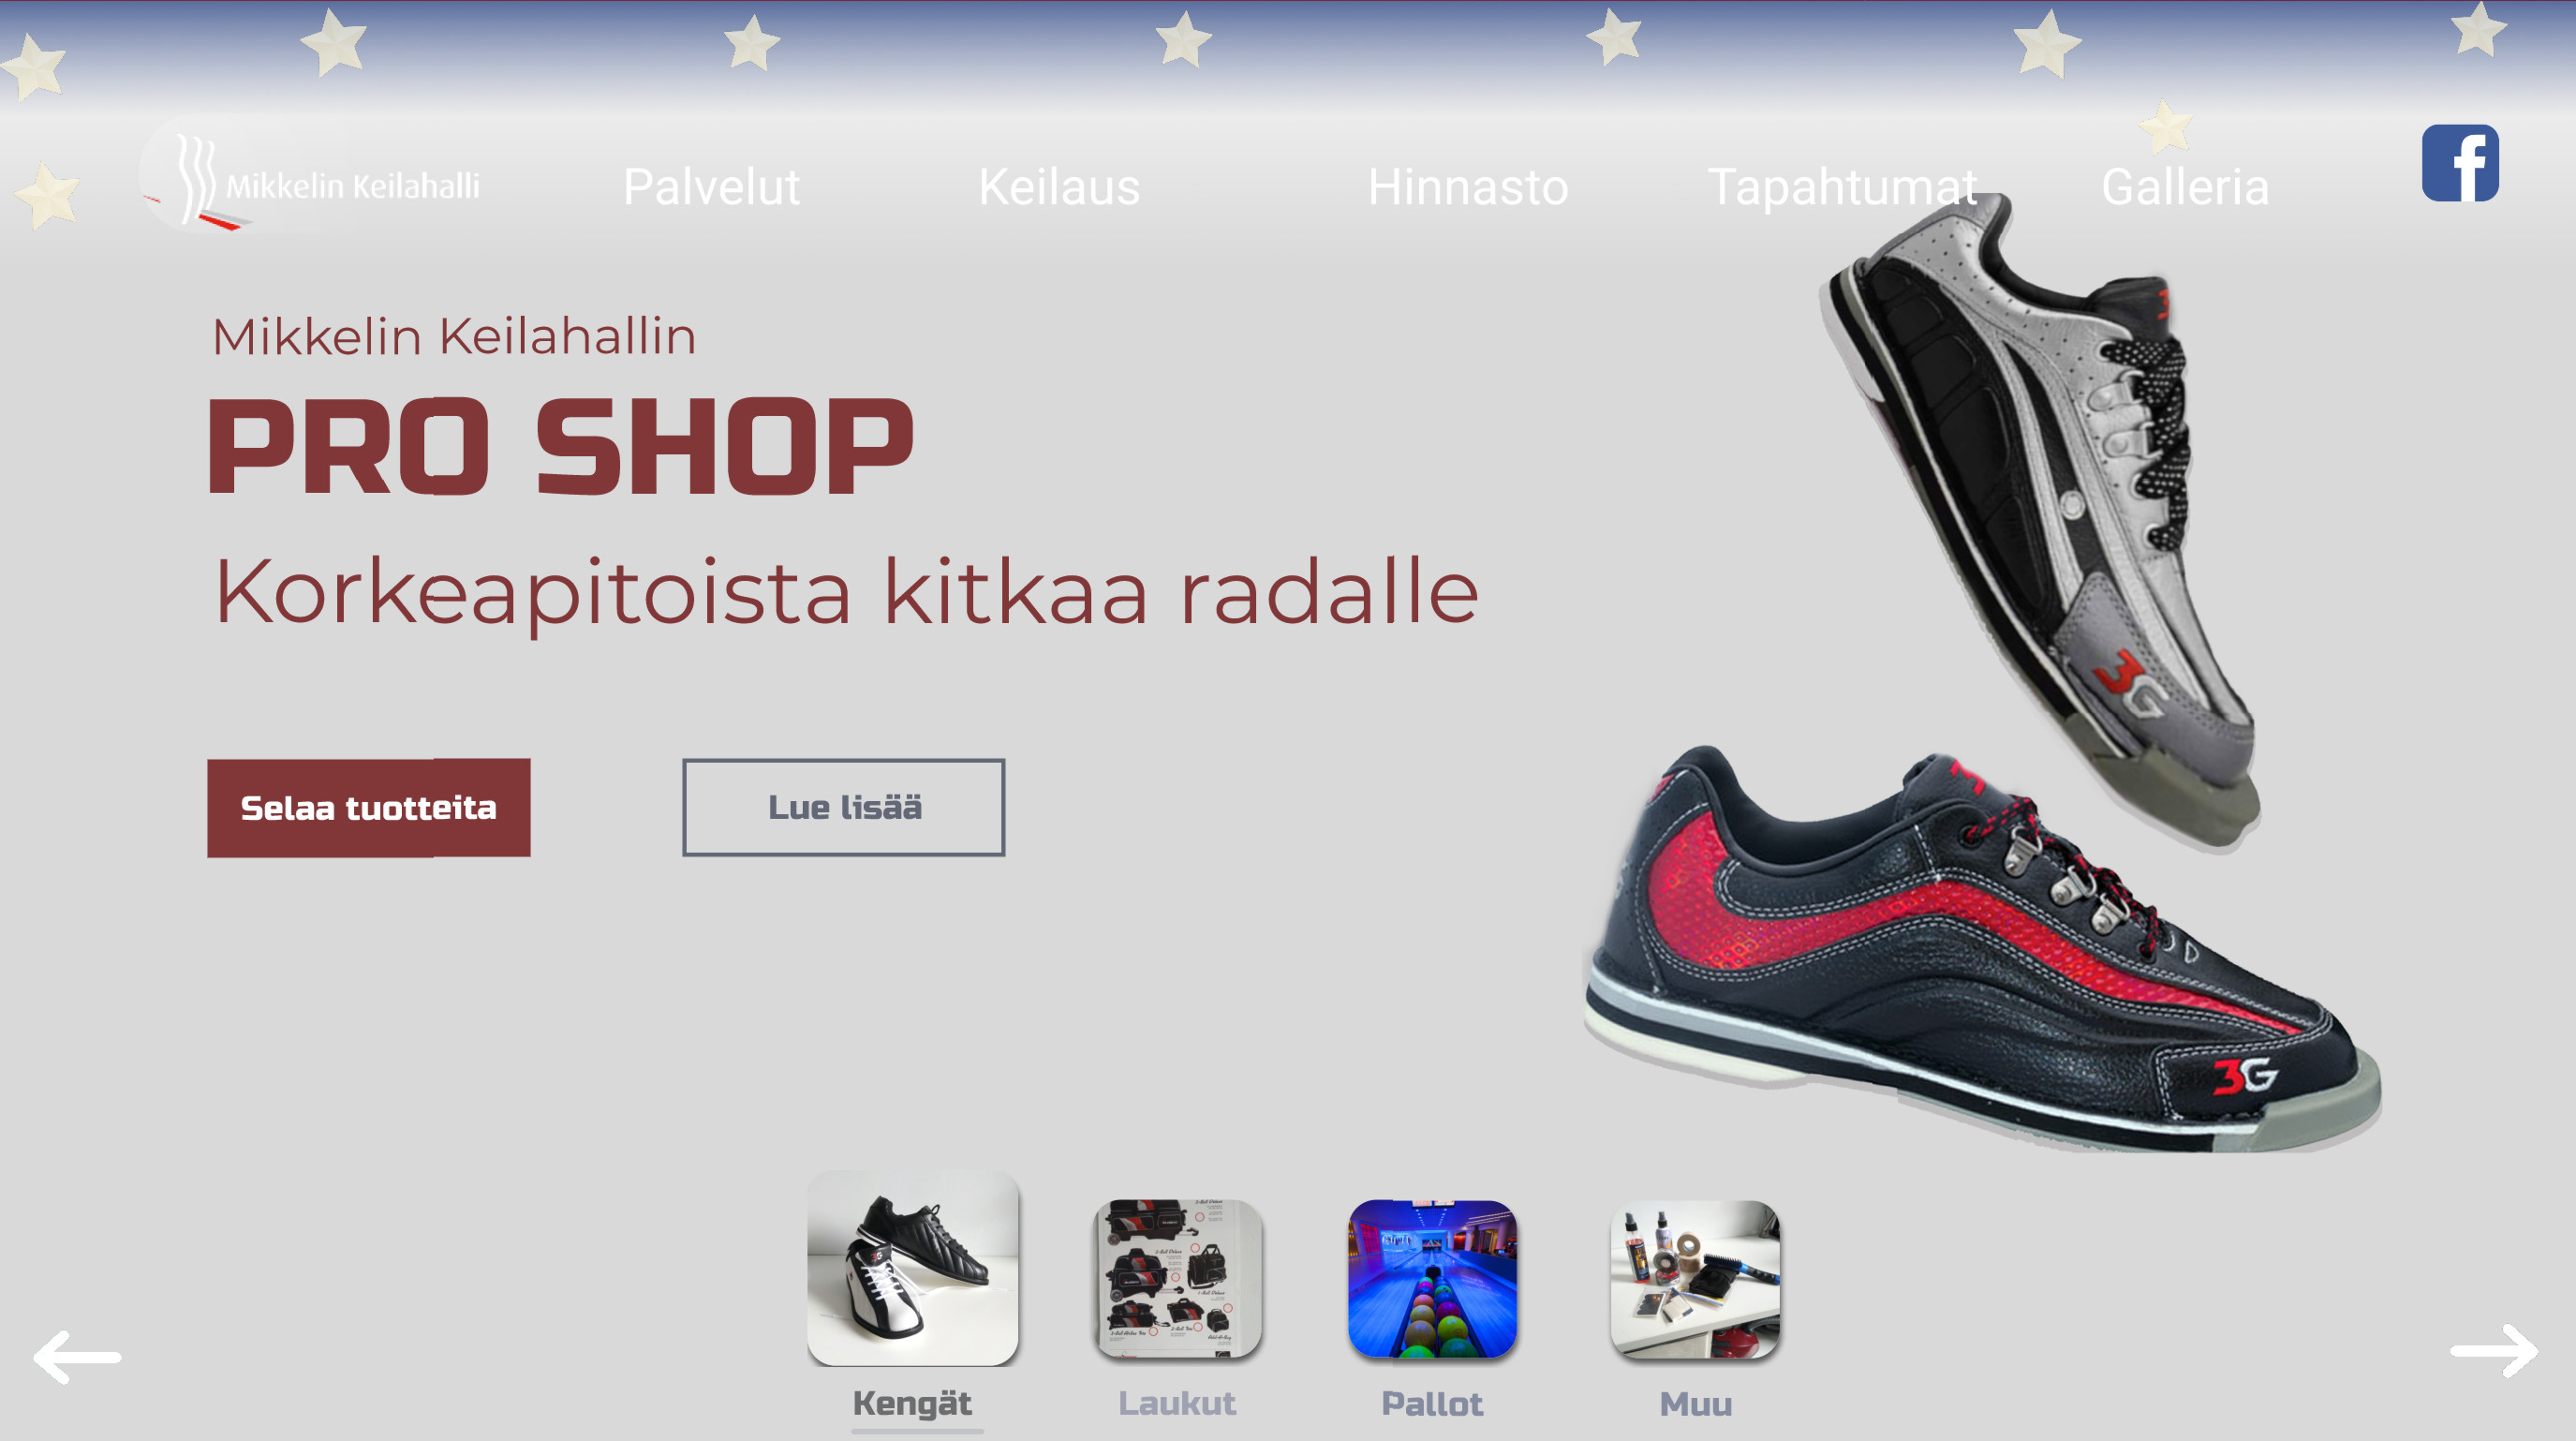 Mikkelin Keilahalli
Palvelut
Keilaus
Hinnasto
Tapahtumat
Galleria
f
Mikkelin Keilahallin
PRO SHOP
Korkeapitoista kitkaa radalle
Selaa tuotteita
Lue lisää
3G
3G
Kengät
Laukut
Pallot
Muu